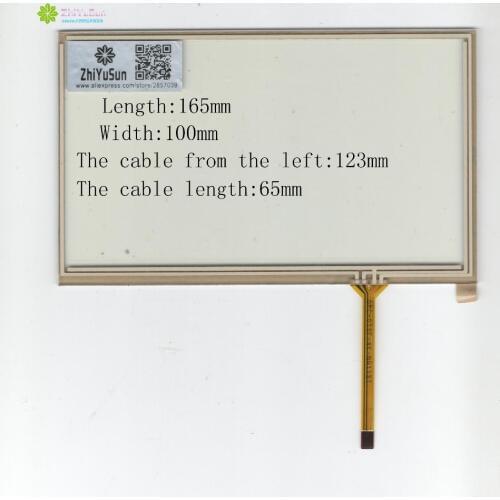 ZHiYUSUN
ZhiYuSun
www.aliexpress.com/store/2857039
Length:165mm
Width:100mm
The cable from the left:123mm
The cable length:65mm